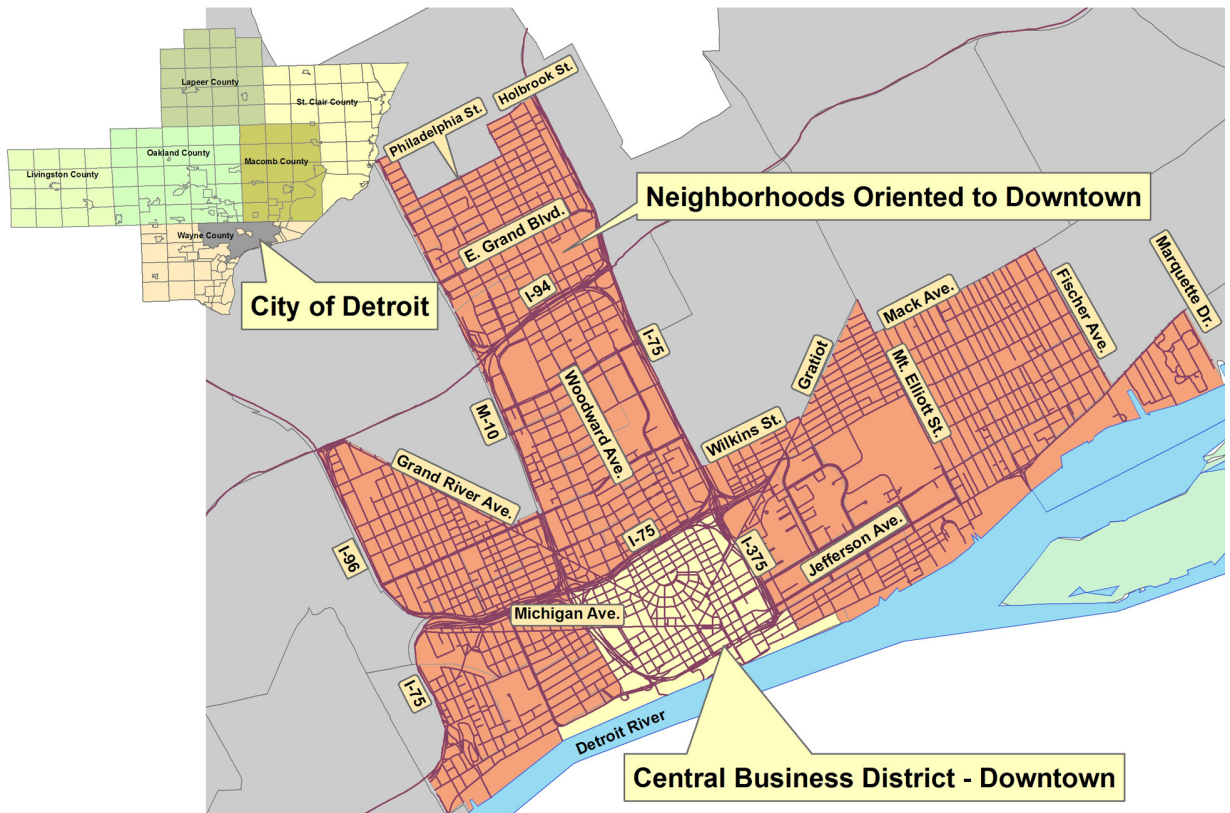 Lapeer County
St. Clair County
Oakland County
Macomb County
Livingston County
Wayne County
City of Detroit
Philadelphia St.
Holbrook St.
Neighborhoods Oriented to Downtown
E. Grand Blvd.
I-94
I-75
M-10
Woodward Ave.
Gratiot
Mack Ave.
Fischer Ave.
Marquette Dr.
Mt. Elliott St.
Wilkins St.
Grand River Ave.
I-96
I-75
I-375
Jefferson Ave.
Michigan Ave.
I-75
Detroit River
Central Business District - Downtown